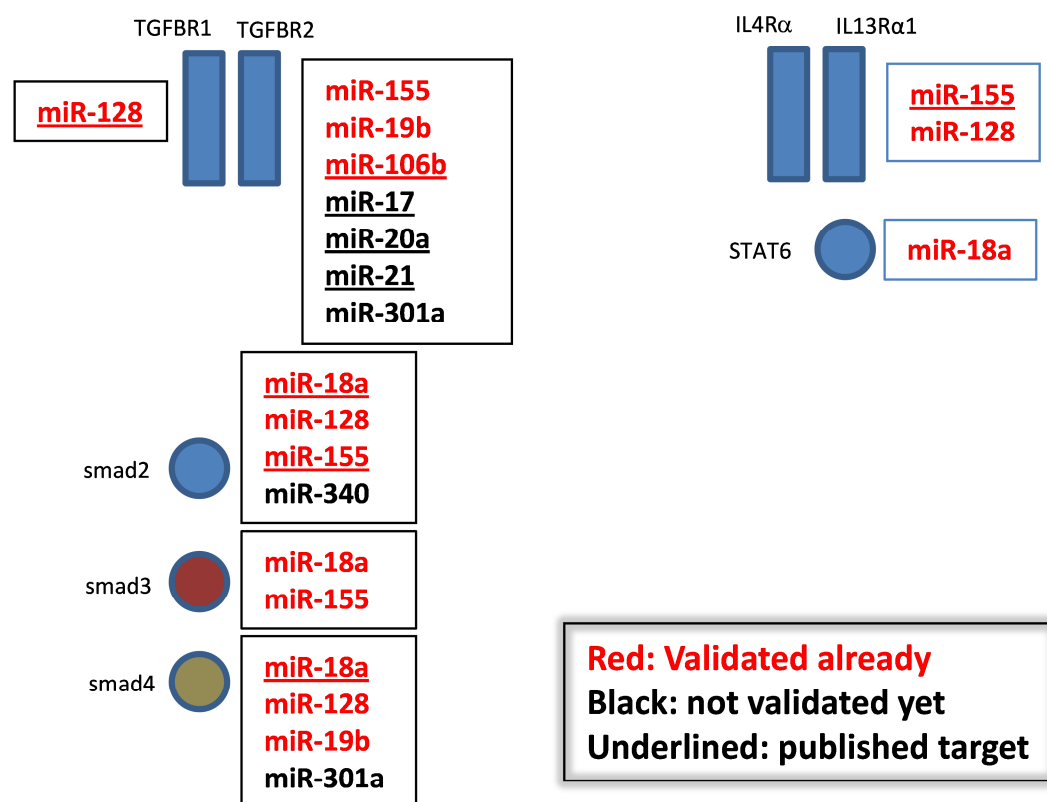 TGFBR1
TGFBR2
miR-128
miR-155
miR-19b
miR-106b
miR-17
miR-20a
miR-21
miR-301a
IL4Rα
IL13Rα1
miR-155
miR-128
STAT6
miR-18a
smad2
miR-18a
miR-128
miR-155
miR-340
smad3
miR-18a
miR-155
smad4
miR-18a
miR-128
miR-19b
miR-301a
Red: Validated already
Black: not validated yet
Underlined: published target